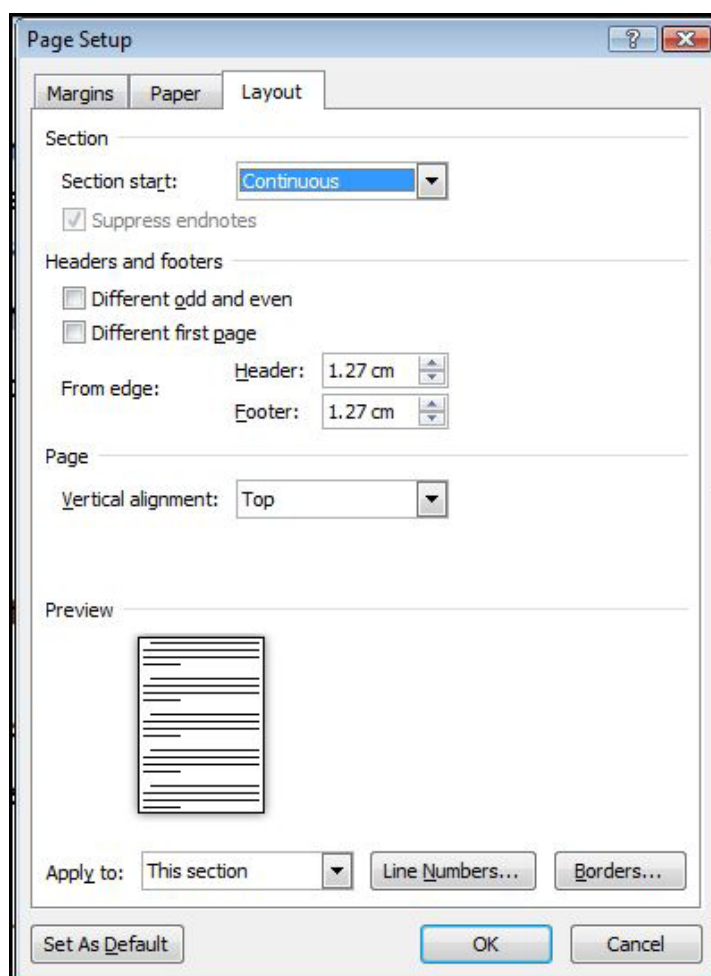 Page Setup
Margins Paper Layout
Section
Section start: Continuous
Suppress endnotes
Headers and footers
Different odd and even
Different first page
From edge:
Header: 1.27 cm
Footer: 1.27 cm
Page
Vertical alignment: Top
Preview
Apply to: This section Line Numbers... Borders...
Set As Default OK Cancel